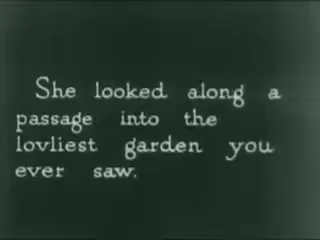 She looked along a
passage into the
lovliest garden you
ever saw.